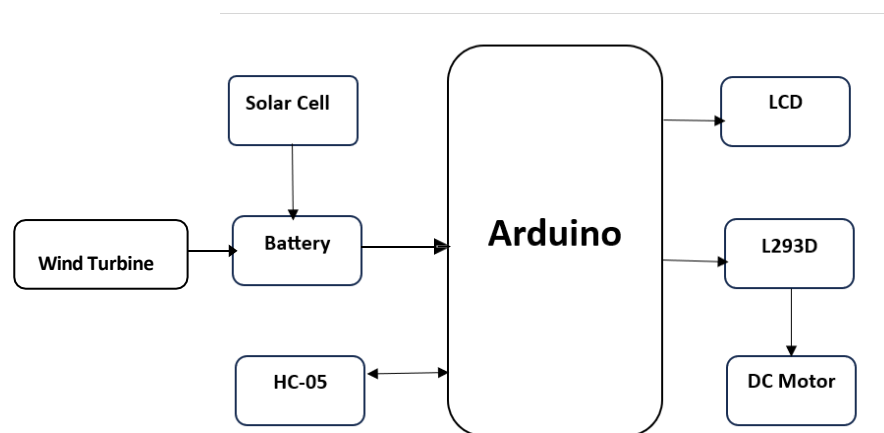 Solar Cell
LCD
Arduino
Battery
L293D
Wind Turbine
HC-05
DC Motor